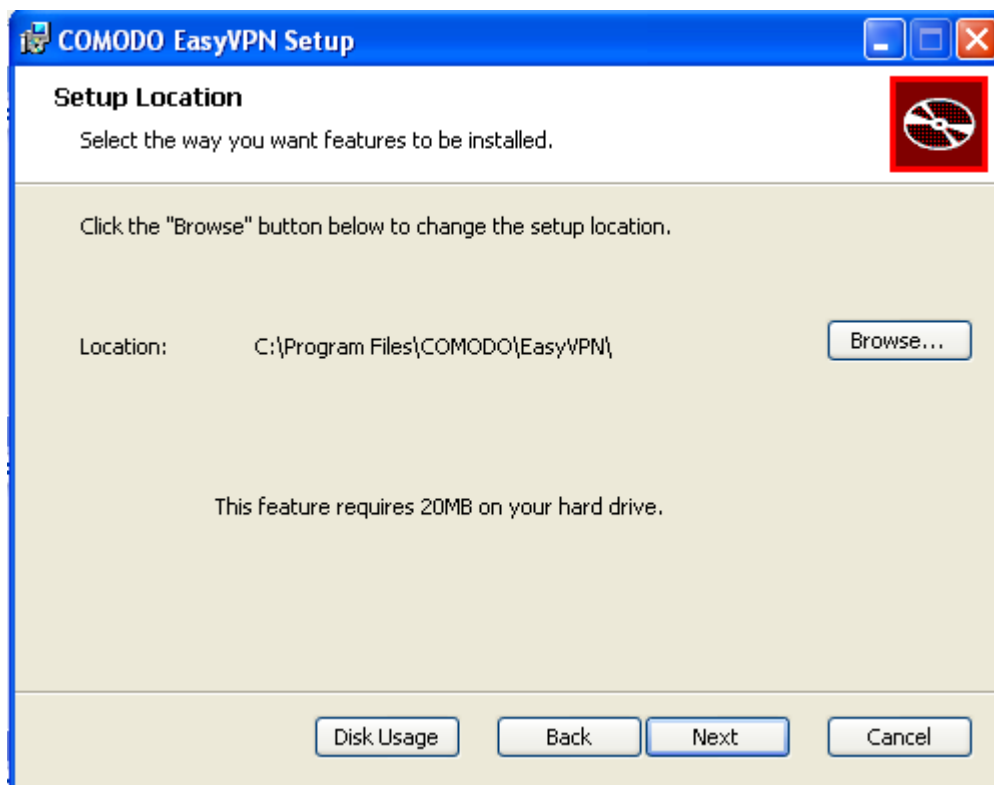 COMODO EasyVPN Setup
Setup Location
Select the way you want features to be installed.
Click the "Browse" button below to change the setup location.
Location: C:\Program Files\COMODO\EasyVPN\ Browse...
This feature requires 20MB on your hard drive.
Disk Usage Back Next Cancel